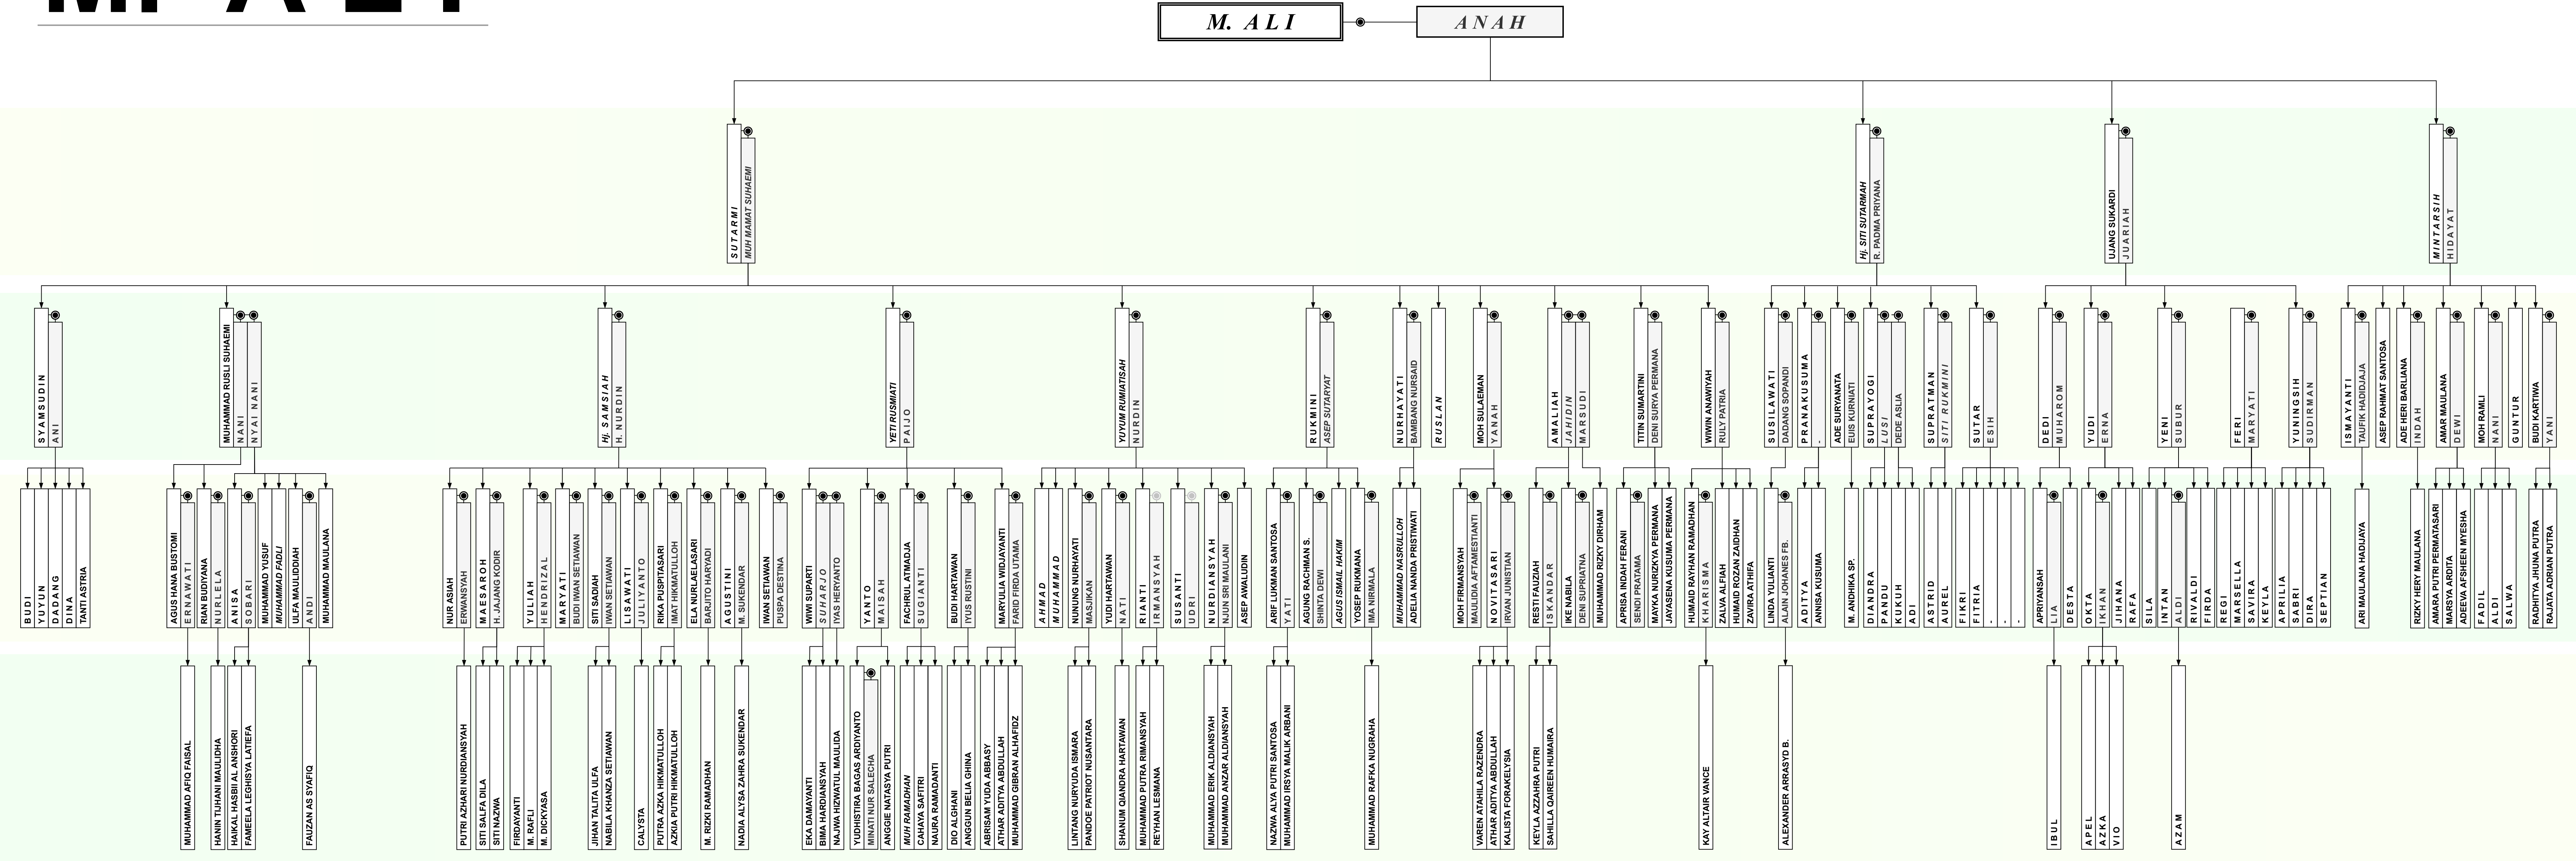 M. ALI
ANAH
SUTARMI
MUH MAMAT SUHAEMI
Hj. SITI SUTARMAH
R. PADMA PRIYANA
UJANG SUKARDI
JUARIAH
MINTARSIH
HIDAYAT
SYAMSUDIN
ANI
MUHAMMAD RUSLI SUHAEMI
NANI
NYAI NANI
Hj. SAMSIAH
H. NURDIN
YETI RUSMIATI
PAIJO
YUYUM RUMIATISAH
NURDIN
RUKMINI
ASEP SUTARYAT
NURHAYATI
BAMBANG NURSAID
RUSLAN
MOH SULAEMAN
YANAH
AMALIAH
JAHIDIN
MARSUDI
TITIN SUMARTINI
DENI SURYA PERMANA
WIWIN ANAWIYAH
RULY PATRIA
SUSILAWATI
DADANG SOPANDI
PRANAKUSUMA
-
ADE SURYANATA
EUIS KURNIATI
SUPRAYOGI
LUSI
DEDE ASLIA
SUPRATMAN
SITI RUKMINI
SUTAR
ESIH
DEDI
MUHAROM
YUDI
ERNA
YENI
SUBUR
FERI
MARYATI
YUNINGSIH
SUDIRMAN
ISMAYANTI
TAUFIK HADIDJAJA
ASEP RAHMAT SANTOSA
ADE HERI BARLIANA
INDAH
AMAR MAULANA
DEWI
MOH RAMLI
NANI
GUNTUR
BUDI KARTIWA
YANI
BUDI
YUYUN
DADANG
DINA
TANTI ASTRIA
AGUS HANA BUSTOMI
ERNAWATI
RIAN BUDIYANA
NURLELA
ANISA
SOBARI
MUHAMMAD YUSUF
MUHAMMAD FADLI
ULFA MAULIDDIAH
ANDI
MUHAMMAD MAULANA
NUR ASIAH
ERWANSYAH
MAESAROH
H. JAJANG KODIR
YULIAH
HENDRIZAL
MARYATI
BUDI IWAN SETIAWAN
SITI SADIAH
IWAN SETIAWAN
LISAWATI
JULIYANTO
RIKA PUSPITASARI
IMAT HIKMATULLOH
ELA NURLAELASARI
BARJITO HARYADI
AGUSTINI
M. SUKENDAR
IWAN SETIAWAN
PUSPA DESTINA
WIWI SUPARTI
SUHARJO
IYAS HERYANTO
YANTO
MAISAH
FACHRUL ATMADJA
SUGIANTI
BUDI HARTAWAN
IYUS RUSTINI
MARYULIA WIDJAYANTI
FARID FIRDA UTAMA
AHMAD
MUHAMMAD
NUNUNG NURHAYATI
MASJIKAN
YUDI HARTAWAN
NATI
RIANTI
IRMANSYAH
SUSANTI
UDRI
NURDIANSYAH
NJUIN SRI MAULANI
ASEP AWALUDIN
ARIF LUKMAN SANTOSA
YATI
AGUNG RACHMAN S.
SHINTA DEWI
AGUS ISMAIL HAKIM
YOSEP RUKMANA
IMA NIRMALA
MUHAMMAD NASRULLOH
ADELIA NANDA PRISTIWATI
MOH FIRMANSYAH
MAULIDIA AFTAMESTIANTI
NOVITASARI
IRVAN JUNISTIAN
RESTI FAUZIAH
ISKANDAR
IKE NABILA
DENI SUPRIATNA
MUHAMMAD RIZKY DIRHAM
APRISA INDAH FERANI
SENDI PRATAMA
MAYKA NURIZKYA PERMANA
JAYASENA KUSUMA PERMANA
HUMAID RAYHAN RAMADHAN
KHARISMA
ZALVA ALFIAH
HUMAID ROZAN ZAIDHAN
ZAVIRA ATHIFA
LINDA YULIANTI
ALAIN JOHANES FB.
ADITYA
ANNISA KUSUMA
M. ANDHIKA SP.
DIANDRA
PANDU
KUKUH
ADI
ASTRID
AUREL
FIKRI
FITRIA
-
-
-
APRIYANSAH
LIA
DESTA
OKTA
IKHAN
JIHANA
RAFA
SILA
INTAN
ALDI
RIVALDI
FIRDA
REGI
MARSELLA
SAVIRA
KEYLA
APRILIA
SABRI
DIRA
SEPTIAN
ARI MAULANA HADIJAYA
RIZKY HERY MAULANA
AMARA PUTRI PERMATASARI
MARSYA ARDITA
ADEEVA AFSHEEN MYESHA
FADIL
ALDI
SALWA
RADHITYA JHUNA PUTRA
RAJATA ADRIAN PUTRA
MUHAMMAD AFIQ FAISAL
HANIN TIJHANI MAULIDHA
HAIKAL HASBII AL ANSHORI
FAMEELA LEGHISYA LATIEFA
FAUZAN AS SYAFIQ
PUTRI AZHARI NURDIANSYAH
SITI SALFA DILA
SITI NAZWA
FIRDAYANTI
M. RAFLI
M. DICKYASA
JIHAN TALITA ULFA
NABILA KHANZA SETIAWAN
CALYSTA
PUTRA AZKA HIKMATULLOH
AZKIA PUTRI HIKMATULLOH
M. RIZKI RAMADHAN
NADIA ALYSA ZAHRA SUKENDAR
EKA DAMAYANTI
BIMA HARDIANSYAH
NAJWA HIZWATUL MAULIDA
YUDHISTIRA BAGAS ARDIYANTO
MINATI NUR SALECHA
ANGGIE NATASYA PUTRI
MUH RAMADHAN
CAHAYA SAFITRI
NAURA RAMADANTI
DIO ALGHANI
ANGGUN BELIA GHINA
ABRISAM YUDA ABBASY
ATHAR ADITYA ABDULLAH
MUHAMMAD GIBRAN ALHAFIDZ
LINTANG NURYUDA ISMARA
PANDOE PATRIOT NUSANTARA
SHANUM QIANDRA HARTAWAN
MUHAMMAD PUTRA RIMANSYAH
REYHAN LESMANA
MUHAMMAD ERIK ALDIANSYAH
MUHAMMAD ANZAR ALDIANSYAH
NAZWA ALYA PUTRI SANTOSA
MUHAMMAD IRSYA MALIK ARBANI
MUHAMMAD RAFKA NUGRAHA
VAREN ATAHILA RAZENDRA
ATHAR ADITYA ABDULLAH
KALISTA FORAKELYSIA
KEYLA AZZAHRA PUTRI
SAHILLA QAIREEN HUMAIRA
KAY ALTAIR VANCE
ALEXANDER ARRASYD B.
IBUL
APEL
AZKA
VIO
AZAM